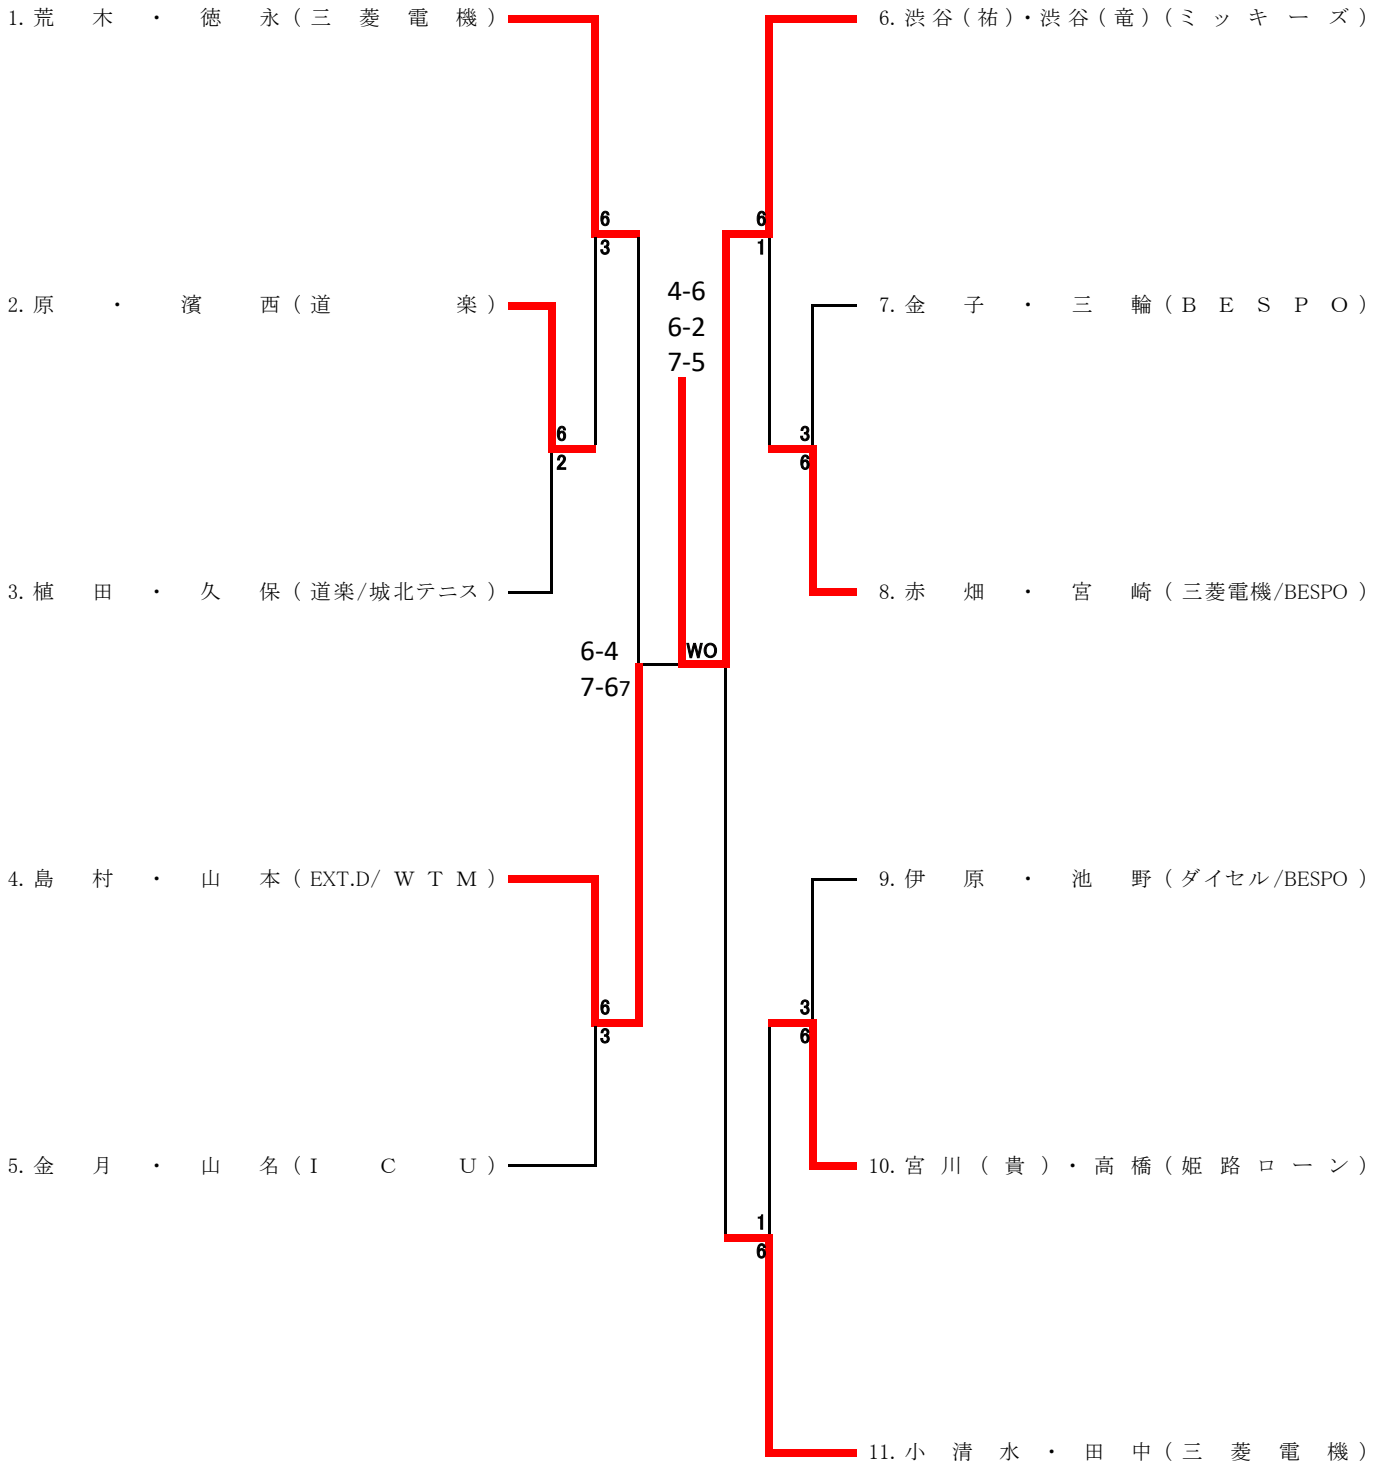 1. 荒木・徳永(三菱電機)
6
3
2. 原・濱西(道楽)
6
2
3. 植田・久保(道楽/城北テニス)
6-4
7-67
4. 島村・山本(EXT.D/WTM)
6
3
5. 金月・山名(ICU)
4-6
6-2
7-5
WO
6. 渋谷(祐)・渋谷(竜)(ミッキーズ)
6
1
7. 金子・三輪(BESPO)
3
6
8. 赤畑・宮崎(三菱電機/BESPO)
9. 伊原・池野(ダイセル/BESPO)
3
6
10. 宮川(貴)・高橋(姫路ローン)
1
6
11. 小清水・田中(三菱電機)